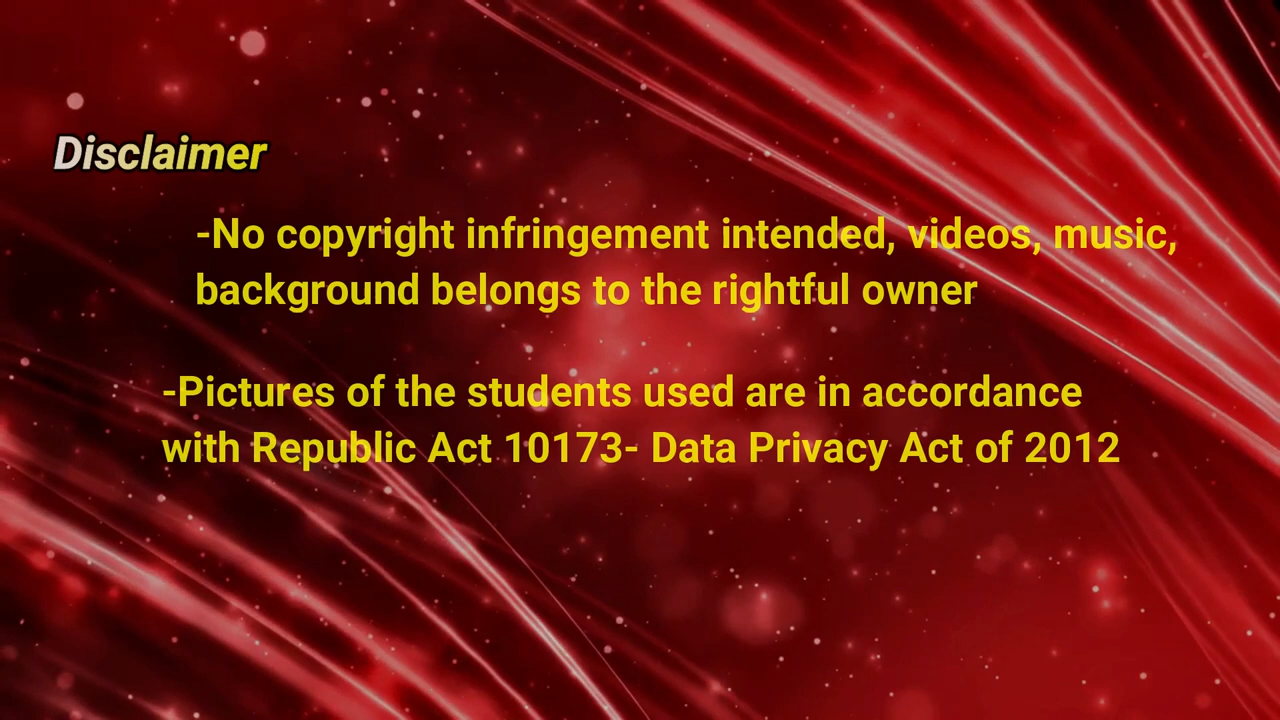 Disclaimer
-No copyright infringement intended, videos, music,
background belongs to the rightful owner
-Pictures of the students used are in accordance
with Republic Act 10173- Data Privacy Act of 2012